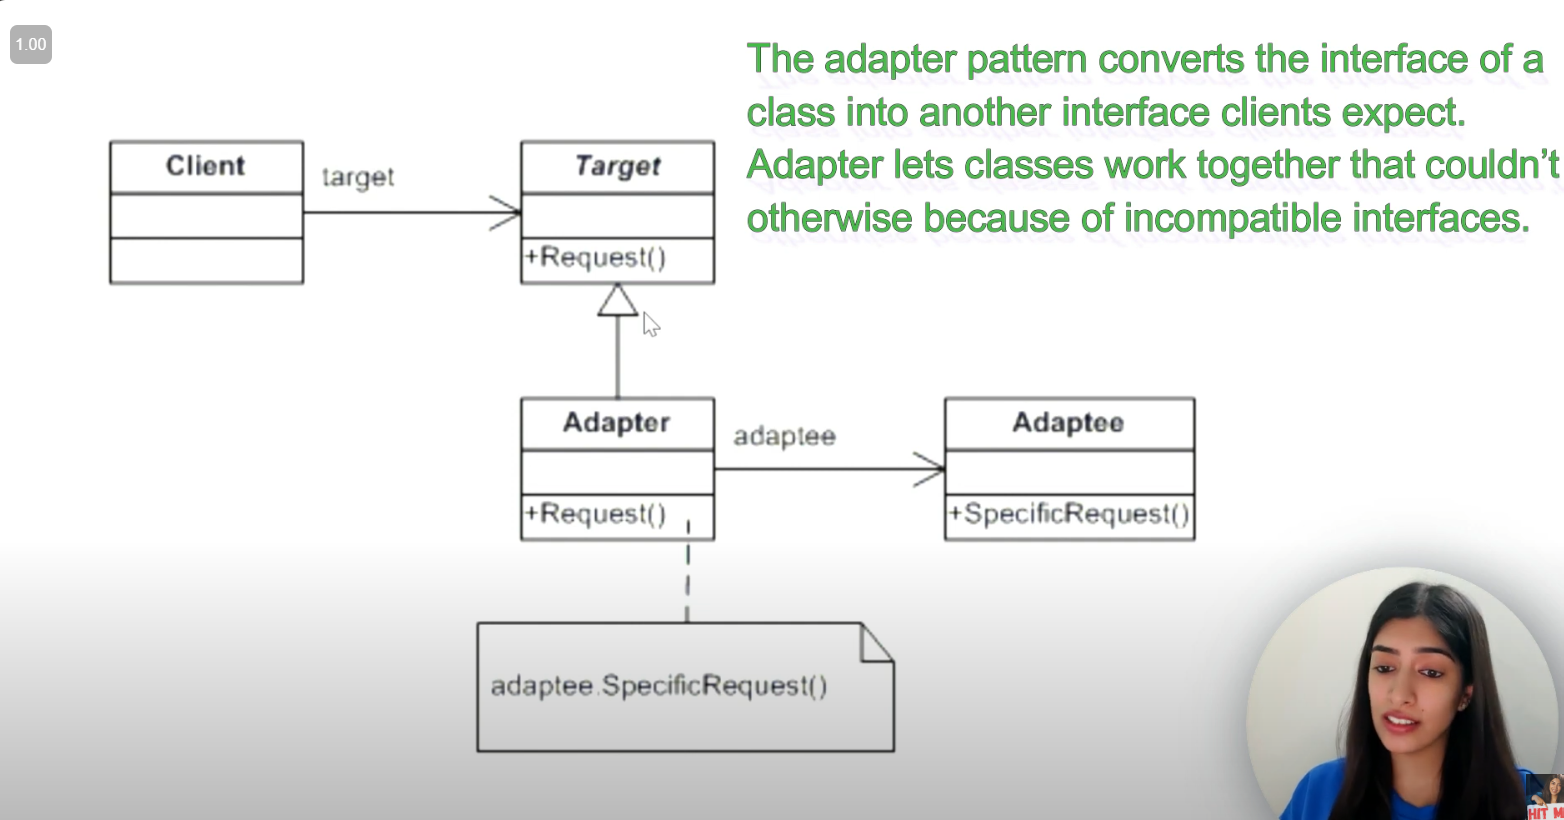 1.00
The adapter pattern converts the interface of a
class into another interface clients expect.
Adapter lets classes work together that couldn't
otherwise because of incompatible interfaces.
Client
target
Target
+Request()
Adapter
adaptee
Adaptee
+Request()
+SpecificRequest()
adaptee.SpecificRequest()
HIT